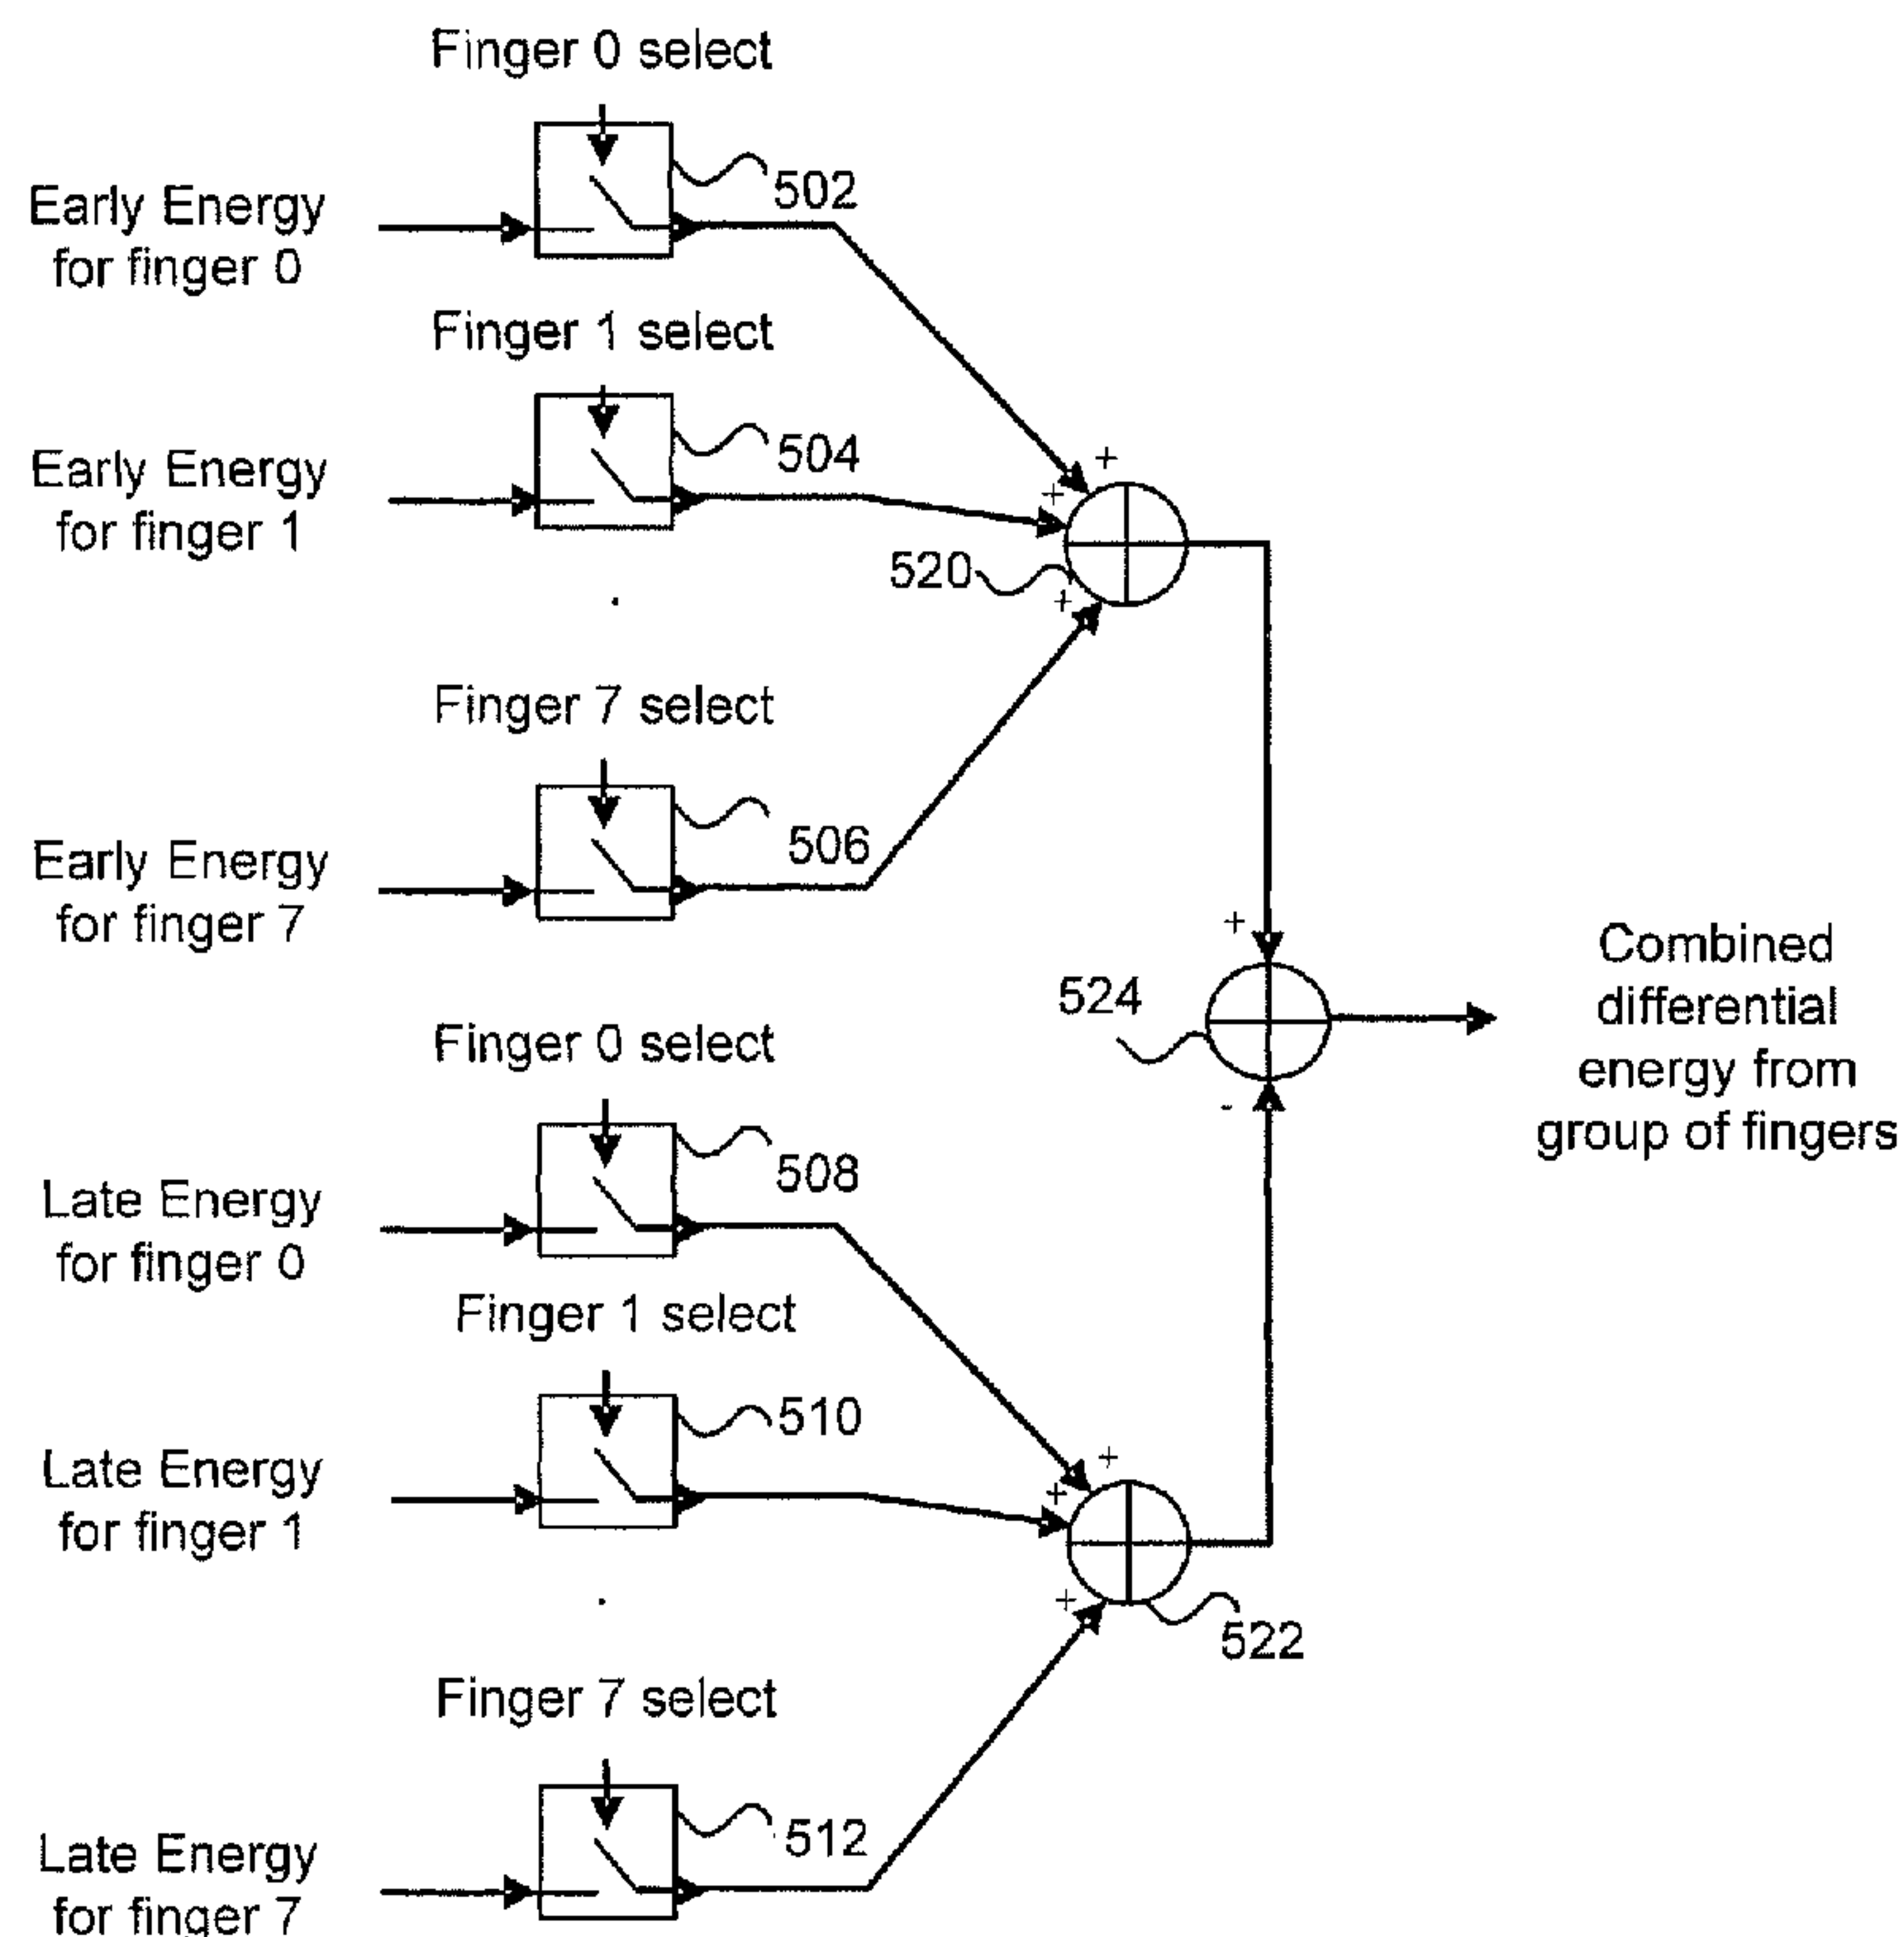 Finger 0 select
502
Early Energy
for finger 0
Finger 1 select
504
Early Energy
for finger 1
+
+
520
+
Finger 7 select
506
Early Energy
for finger 7
+
524
-
Combined
differential
energy from
group of fingers
Finger 0 select
508
Late Energy
for finger 0
Finger 1 select
510
Late Energy
for finger 1
+
+
+
522
Finger 7 select
512
Late Energy
for finger 7